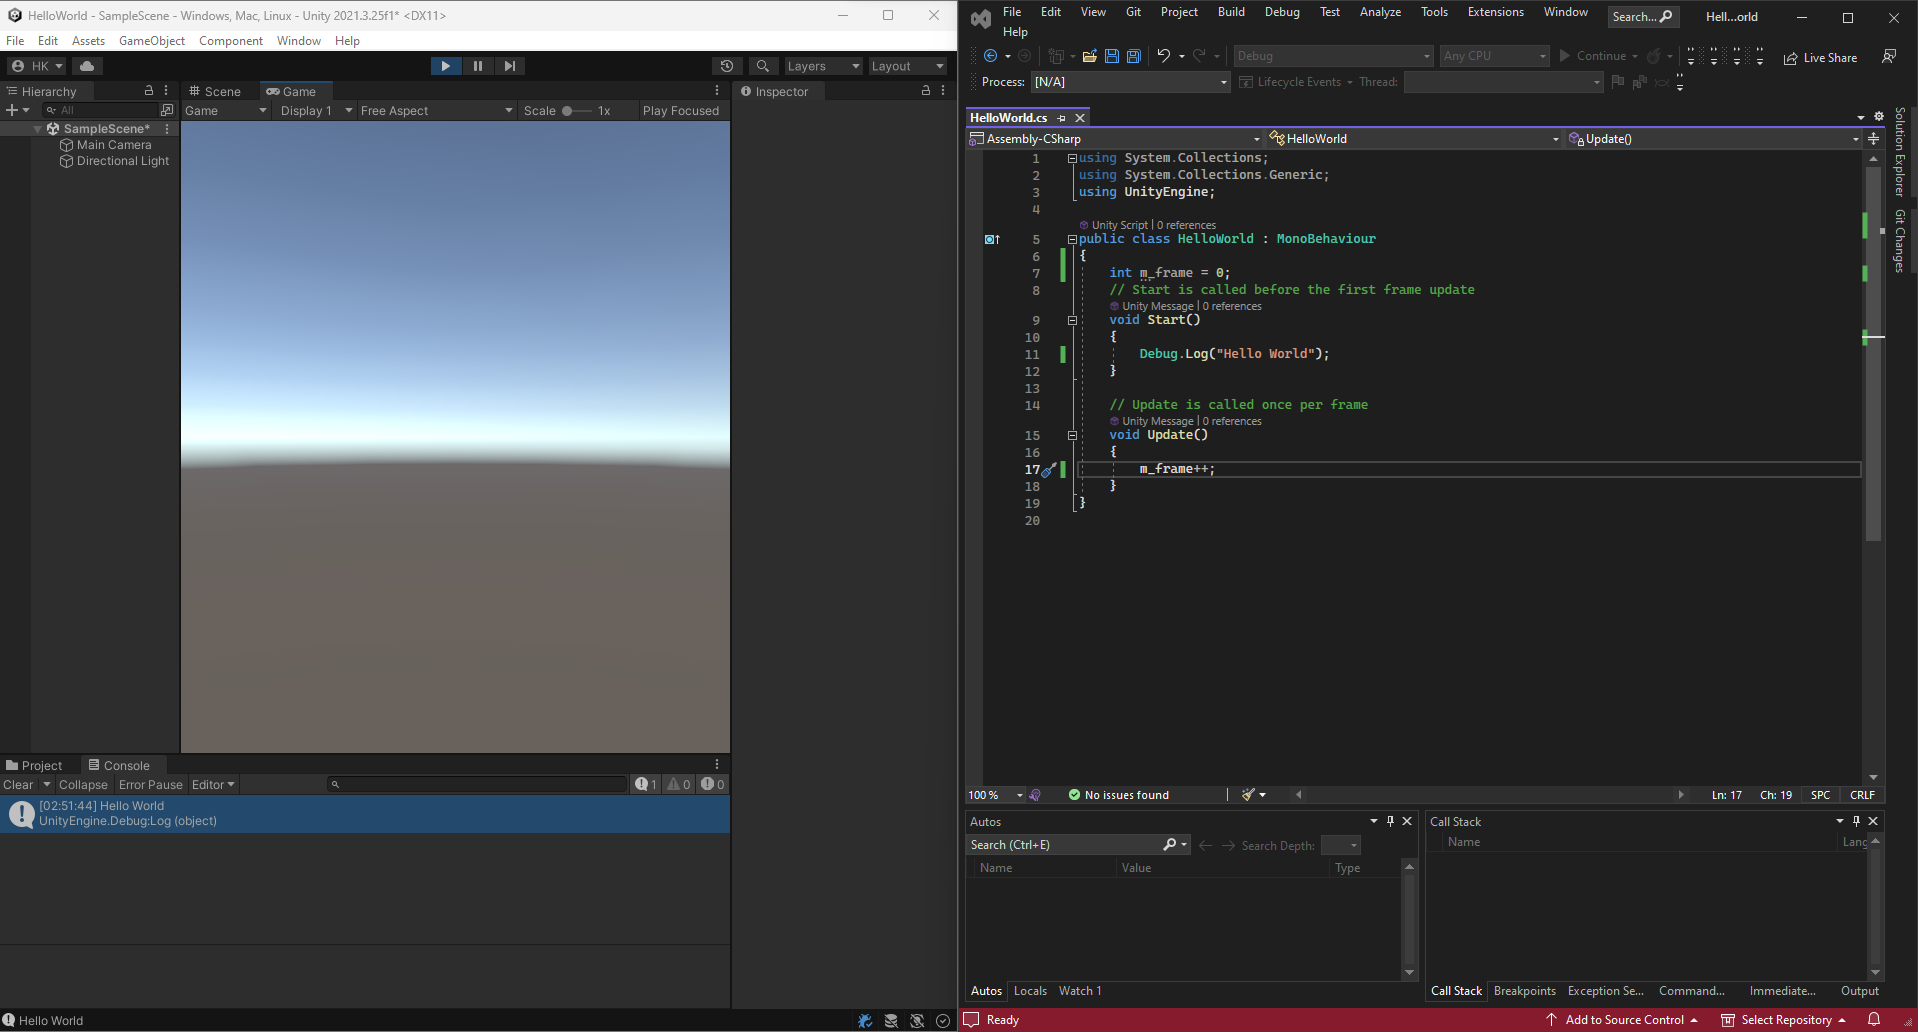 HelloWorld - SampleScene - Windows, Mac, Linux - Unity 2021.3.25f1* <DX11>
File Edit Assets GameObject Component Window Help
HK
Layers Layout
Hierarchy
All
SampleScene*
Main Camera
Directional Light
Scene Game
Game Display 1 Free Aspect Scale 1x Play Focused
Inspector
Project Console
Clear Collapse Error Pause Editor 1 0 0
[02:51:44] Hello World
UnityEngine.Debug:Log (object)
Hello World
File Edit View Git Project Build Debug Test Analyze Tools Extensions Window Search... Hell...orld
Help
Debug Any CPU Continue Live Share
Process: [N/A] Lifecycle Events Thread:
HelloWorld.cs
Assembly-CSharp HelloWorld Update()
1 using System.Collections;
2 using System.Collections.Generic;
3 using UnityEngine;
4
Unity Script | 0 references
5 public class HelloWorld : MonoBehaviour
6 {
7 int m_frame = 0;
8 // Start is called before the first frame update
Unity Message | 0 references
9 void Start()
10 {
11 Debug.Log("Hello World");
12 }
13
14 // Update is called once per frame
Unity Message | 0 references
15 void Update()
16 {
17 m_frame++;
18 }
19 }
20
Solution Explorer
Git Changes
100 % No issues found Ln: 17 Ch: 19 SPC CRLF
Autos
Search (Ctrl+E) Search Depth:
Name Value Type
Autos Locals Watch 1
Call Stack
Name Lang
Call Stack Breakpoints Exception Se... Command... Immediate... Output
Ready Add to Source Control Select Repository